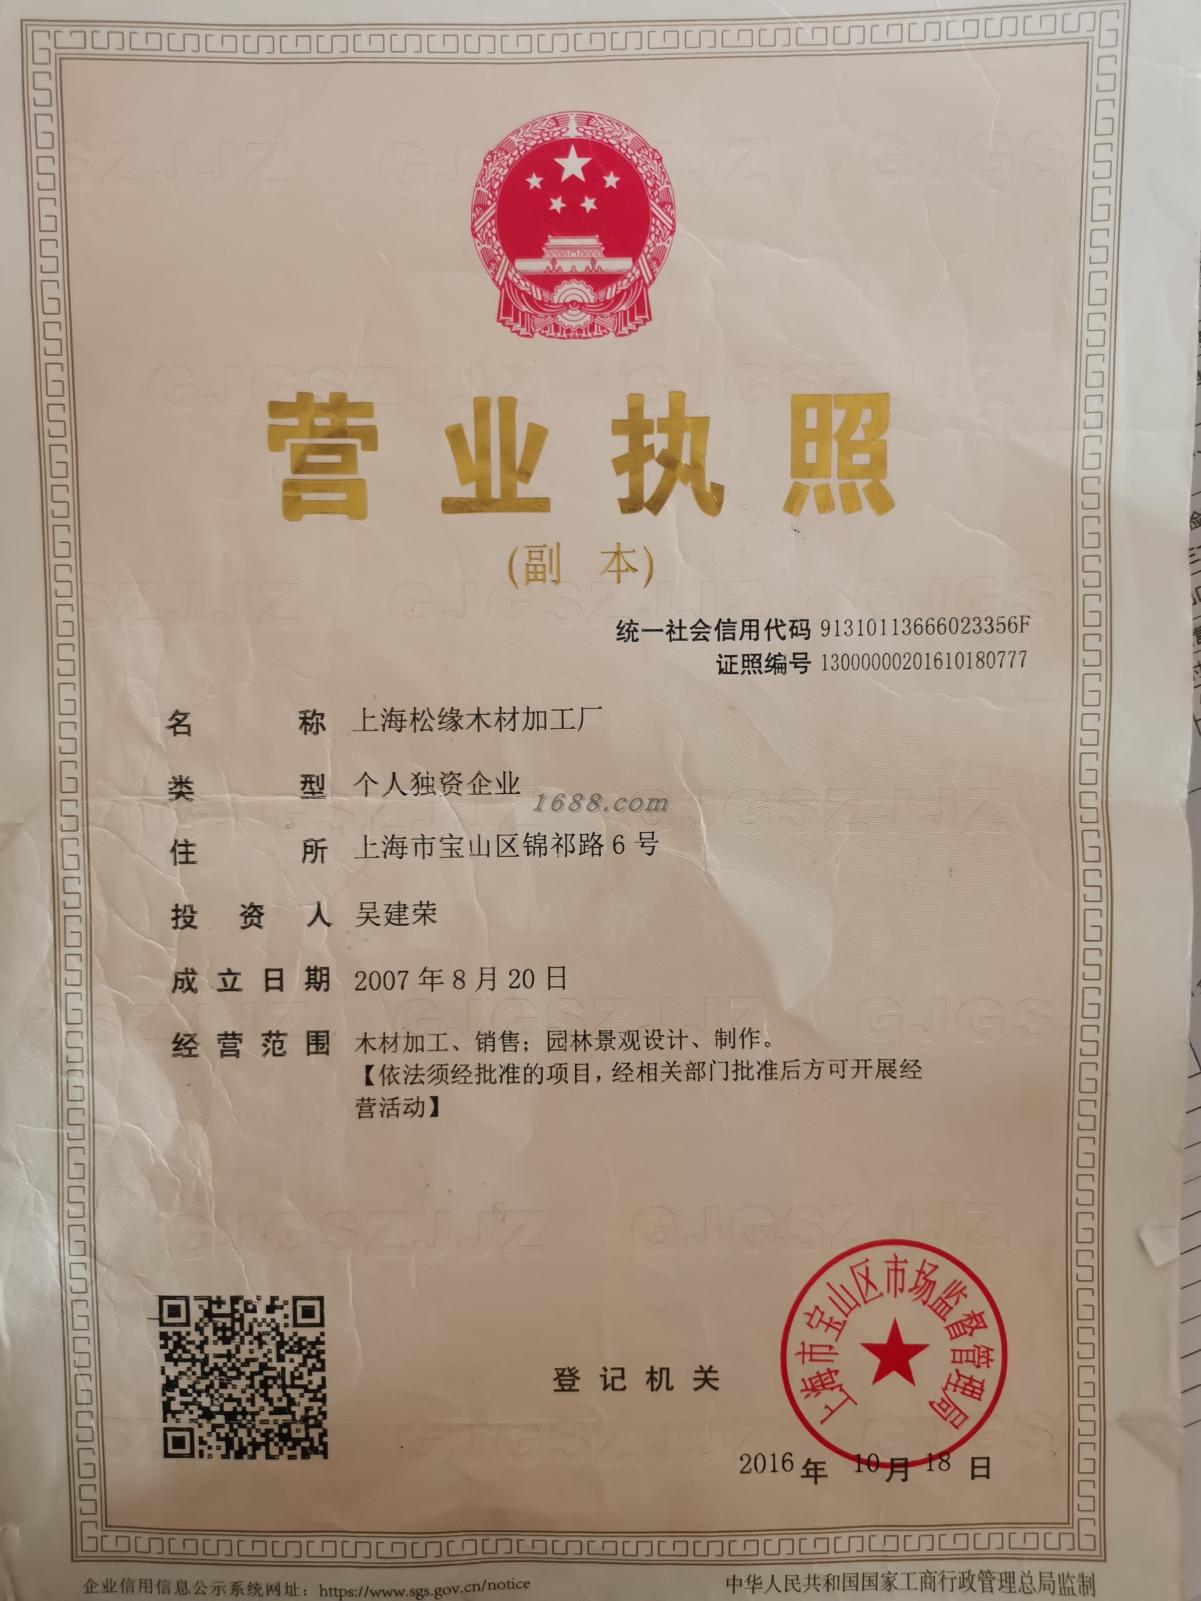 营业执照
(副 本)
统一社会信用代码 91310113666023356F
证照编号 13000000201610180777
名称 上海松缘木材加工厂
类型 个人独资企业
1688.com
住所 上海市宝山区锦祁路6号
投资人 吴建荣
成立日期 2007年8月20日
经营范围 木材加工、销售；园林景观设计、制作。
【依法须经批准的项目，经相关部门批准后方可开展经
营活动】
登记机关
上海市宝山区市场监督管理局
2016年 10月 18日
企业信用信息公示系统网址：https://www.sgs.gov.cn/notice
中华人民共和国国家工商行政管理总局监制